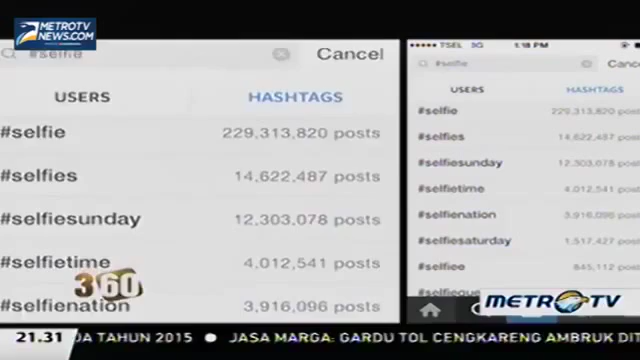 METROTV
NEWS.COM
#selfie
Cancel
USERS
HASHTAGS
#selfie 229,313,820 posts
#selfies 14,622,487 posts
#selfiesunday 12,303,078 posts
#selfietime 4,012,541 posts
#selfienation 3,916,096 posts
360
TSEL 3G 1:18 PM
#selfie
USERS
HASHTAGS
#selfie 229,313,820 posts
#selfies 14,622,487 posts
#selfiesunday 12,303,078 posts
#selfietime 4,012,541 posts
#selfienation 3,916,096 posts
#selfiesaturday 1,517,427 posts
#selfiee 845,112 posts
METRO TV
21.31 DA TAHUN 2015 • JASA MARGA: GARDU TOL CENGKARENG AMBRUK DIT